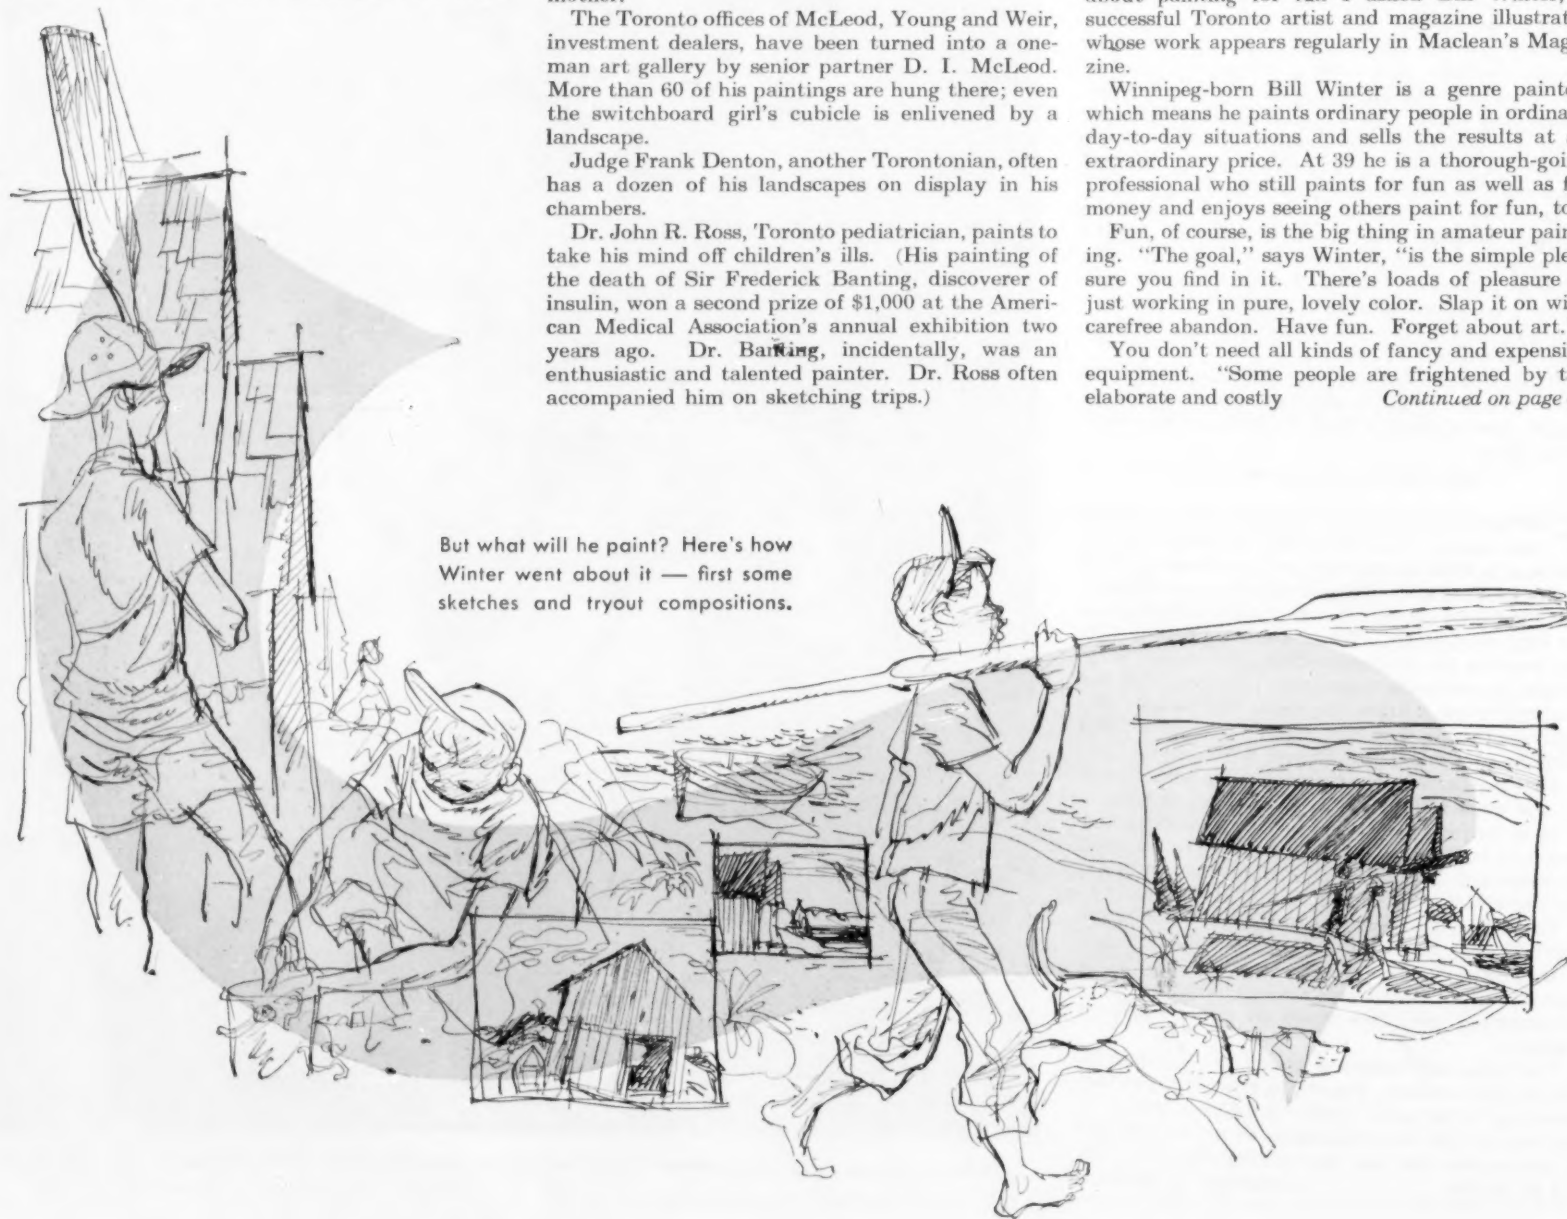 The Toronto offices of McLeod, Young and Weir,
investment dealers, have been turned into a one-
man art gallery by senior partner D. I. McLeod.
More than 60 of his paintings are hung there; even
the switchboard girl's cubicle is enlivened by a
landscape.
Judge Frank Denton, another Torontonian, often
has a dozen of his landscapes on display in his
chambers.
Dr. John R. Ross, Toronto pediatrician, paints to
take his mind off children's ills. (His painting of
the death of Sir Frederick Banting, discoverer of
insulin, won a second prize of $1,000 at the Ameri-
can Medical Association's annual exhibition two
years ago. Dr. Banting, incidentally, was an
enthusiastic and talented painter. Dr. Ross often
accompanied him on sketching trips.)
successful Toronto artist and magazine illustrat
whose work appears regularly in Maclean's Mag
zine.
Winnipeg-born Bill Winter is a genre paint
which means he paints ordinary people in ordina
day-to-day situations and sells the results at
extraordinary price. At 39 he is a thorough-goi
professional who still paints for fun as well as f
money and enjoys seeing others paint for fun, to
Fun, of course, is the big thing in amateur pain
ing. "The goal," says Winter, "is the simple ple
sure you find in it. There's loads of pleasure
just working in pure, lovely color. Slap it on wi
carefree abandon. Have fun. Forget about art.
You don't need all kinds of fancy and expensi
equipment. "Some people are frightened by t
elaborate and costly Continued on page
But what will he paint? Here's how
Winter went about it — first some
sketches and tryout compositions.